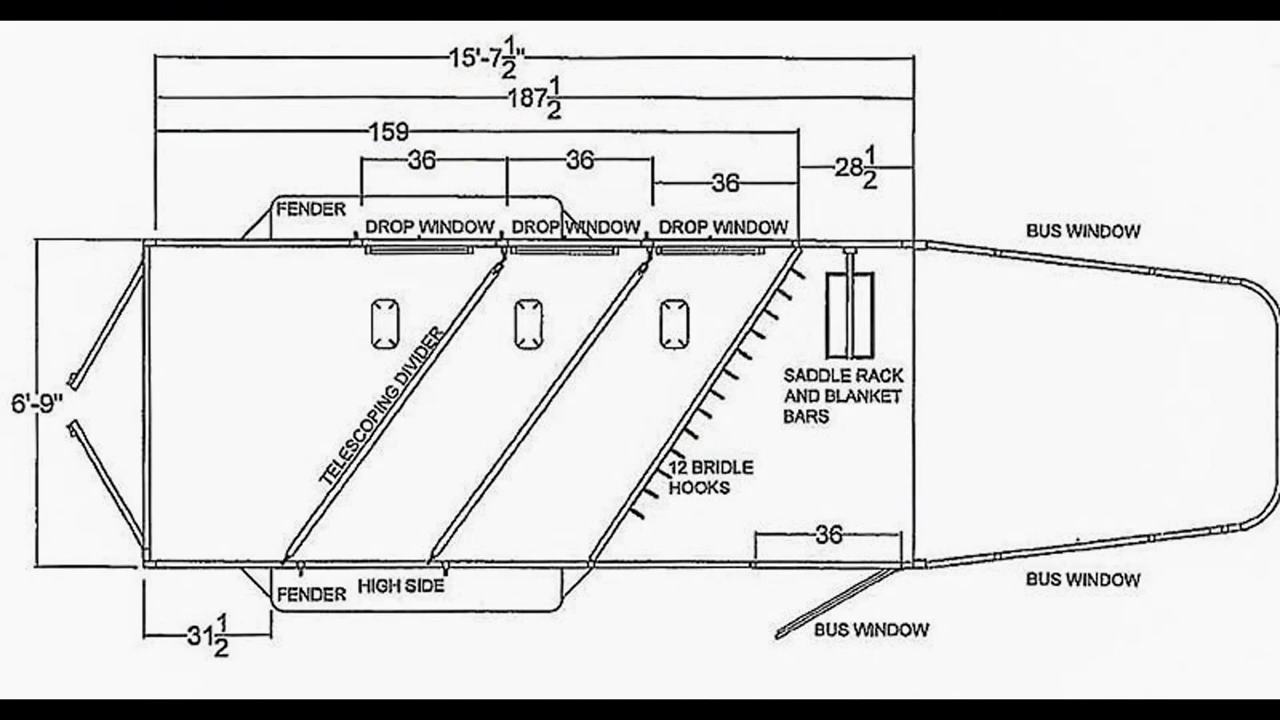 15'-7 1/2"
187 1/2
159
36
36
36
28 1/2
FENDER
DROP WINDOW
DROP WINDOW
DROP WINDOW
BUS WINDOW
TELESCOPING DIVIDER
6'-9"
SADDLE RACK
AND BLANKET
BARS
12 BRIDLE
HOOKS
36
FENDER
HIGH SIDE
BUS WINDOW
31 1/2
BUS WINDOW